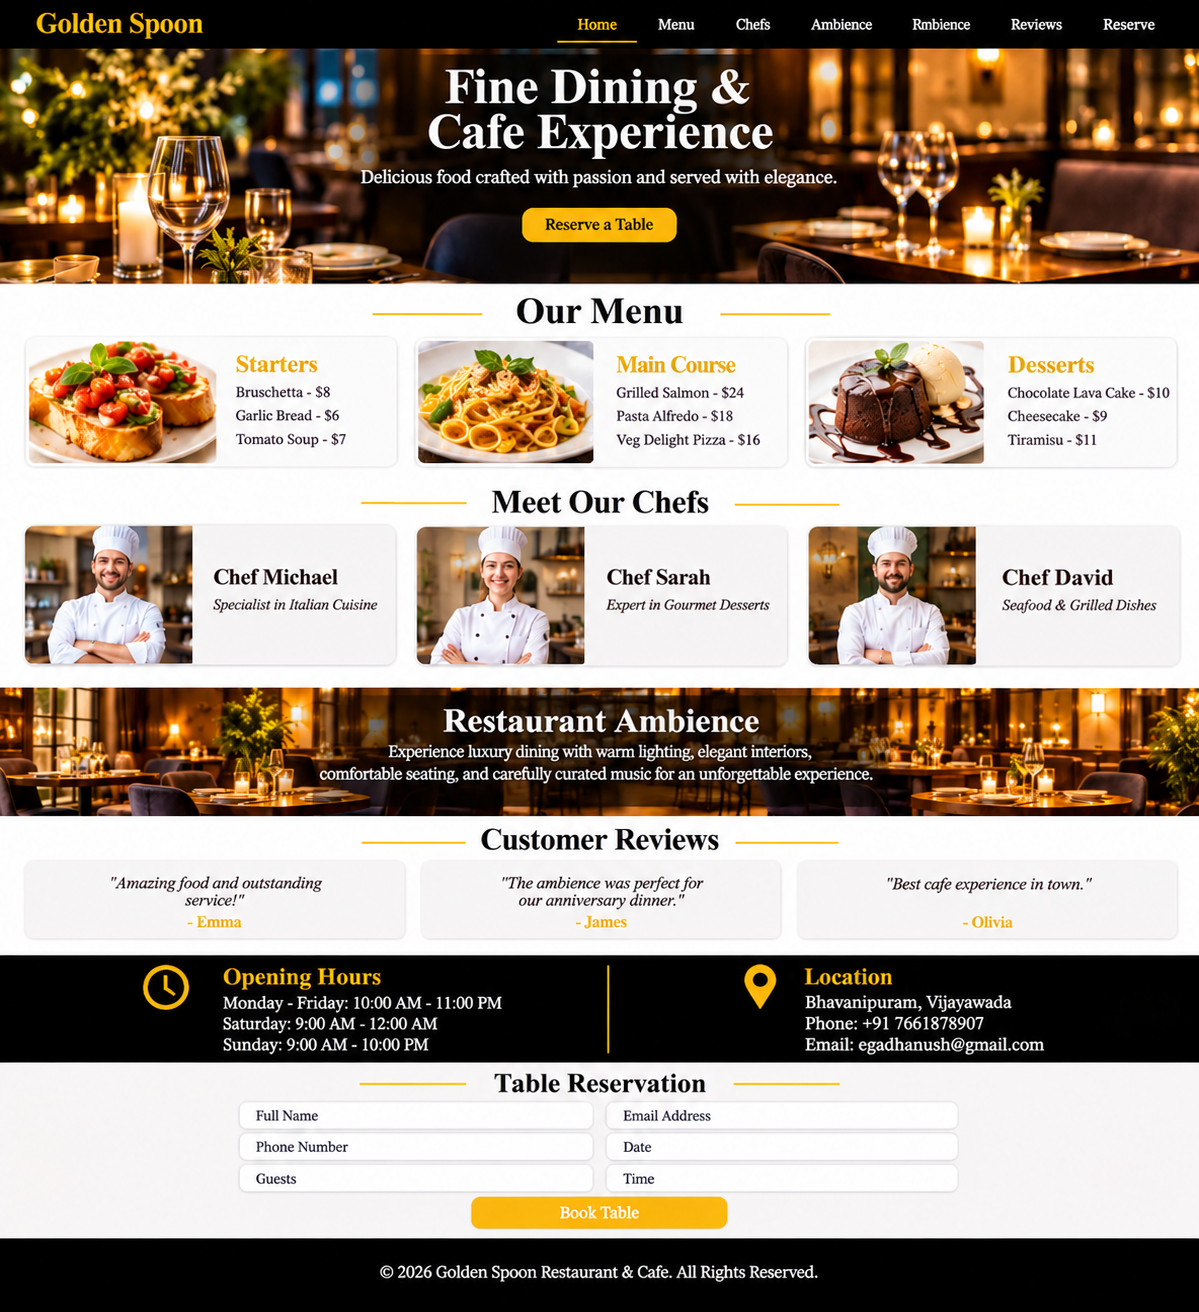 Golden Spoon
Home Menu Chefs Ambience Rmbience Reviews Reserve
Fine Dining &
Cafe Experience
Delicious food crafted with passion and served with elegance.
Reserve a Table
Our Menu
Starters
Bruschetta - $8
Garlic Bread - $6
Tomato Soup - $7
Main Course
Grilled Salmon - $24
Pasta Alfredo - $18
Veg Delight Pizza - $16
Desserts
Chocolate Lava Cake - $10
Cheesecake - $9
Tiramisu - $11
Meet Our Chefs
Chef Michael
Specialist in Italian Cuisine
Chef Sarah
Expert in Gourmet Desserts
Chef David
Seafood & Grilled Dishes
Restaurant Ambience
Experience luxury dining with warm lighting, elegant interiors,
comfortable seating, and carefully curated music for an unforgettable experience.
Customer Reviews
"Amazing food and outstanding
service!"
- Emma
"The ambience was perfect for
our anniversary dinner."
- James
"Best cafe experience in town."
- Olivia
Opening Hours
Monday - Friday: 10:00 AM - 11:00 PM
Saturday: 9:00 AM - 12:00 AM
Sunday: 9:00 AM - 10:00 PM
Location
Bhavanipuram, Vijayawada
Phone: +91 7661878907
Email: egadhanush@gmail.com
Table Reservation
Full Name
Email Address
Phone Number
Date
Guests
Time
Book Table
© 2026 Golden Spoon Restaurant & Cafe. All Rights Reserved.